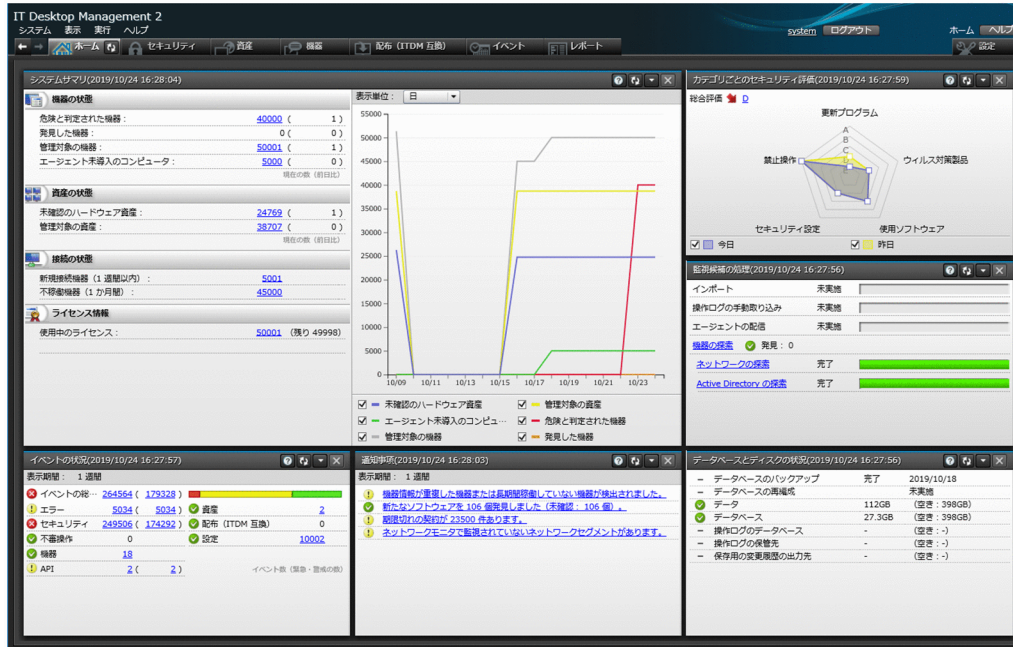 IT Desktop Management 2
システム 表示 実行 ヘルプ
system ログアウト ホーム ヘルプ
ホーム セキュリティ 資産 機器 配布 (ITDM 互換) イベント レポート 設定
システムサマリ(2019/10/24 16:28:04)
機器の状態
危険と判定された機器： 40000 ( 1 )
発見した機器： 0 ( 0 )
管理対象の機器： 50001 ( 1 )
エージェント未導入のコンピュータ： 5000 ( 0 )
現在の数 (前日比)
資産の状態
未確認のハードウェア資産： 24769 ( 1 )
管理対象の資産： 38707 ( 0 )
現在の数 (前日比)
接続の状態
新規接続機器 (1 週間以内)： 5001
不稼働機器 (1 か月間)： 45000
ライセンス情報
使用中のライセンス： 50001 (残り 49998)
表示単位： 日
55000
50000
45000
40000
35000
30000
25000
20000
15000
10000
5000
0
10/09 10/11 10/13 10/15 10/17 10/19 10/21 10/23
未確認のハードウェア資産 管理対象の資産
エージェント未導入のコンピュ… 危険と判定された機器
管理対象の機器 発見した機器
カテゴリごとのセキュリティ評価(2019/10/24 16:27:59)
総合評価 D
更新プログラム
A
B
C
D
禁止操作 ウィルス対策製品
セキュリティ設定 使用ソフトウェア
今日 昨日
監視候補の処理(2019/10/24 16:27:56)
インポート 未実施
操作ログの手動取り込み 未実施
エージェントの配信 未実施
機器の探索 発見： 0
ネットワークの探索 完了
Active Directory の探索 完了
イベントの状況(2019/10/24 16:27:57)
表示期間： 1 週間
イベントの総… 264564 ( 179328 )
エラー 5034 ( 5034 ) 資産 2
セキュリティ 249506 ( 174292 ) 配布 (ITDM 互換) 0
不審操作 0 設定 10002
機器 18
API 2 ( 2 ) イベント数 (緊急・警戒の数)
通知事項(2019/10/24 16:28:03)
表示期間： 1 週間
機器情報が重複した機器または長期間稼働していない機器が検出されました。
新たなソフトウェアを 106 個発見しました (未確認： 106 個)。
期限切れの契約が 23500 件あります。
ネットワークモニタで監視されていないネットワークセグメントがあります。
データベースとディスクの状況(2019/10/24 16:27:56)
データベースのバックアップ 完了 2019/10/18
データベースの再編成 未実施
データ 112GB (空き：398GB)
データベース 27.3GB (空き：398GB)
操作ログのデータベース - (空き：-)
操作ログの保管先 - (空き：-)
保存用の変更履歴の出力先 - (空き：-)